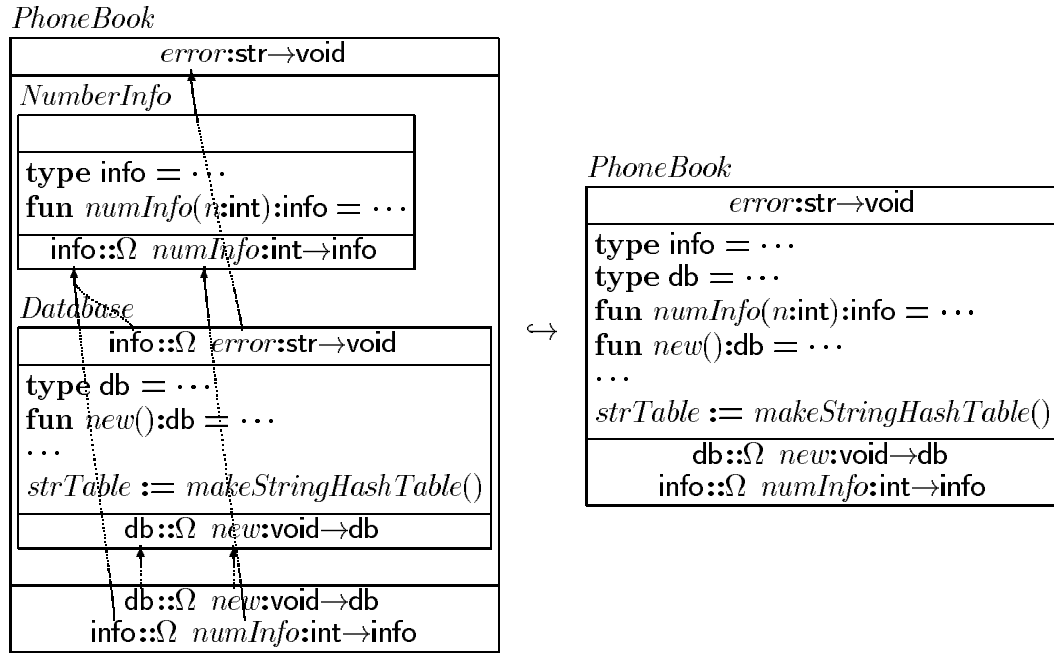 PhoneBook
error:str→void
NumberInfo
type info = ···
fun numInfo(n:int):info = ···
info::Ω numInfo:int→info
Database
info::Ω error:str→void
type db = ···
fun new():db = ···
···
strTable := makeStringHashTable()
db::Ω new:void→db
db::Ω new:void→db
info::Ω numInfo:int→info
↪
PhoneBook
error:str→void
type info = ···
type db = ···
fun numInfo(n:int):info = ···
fun new():db = ···
···
strTable := makeStringHashTable()
db::Ω new:void→db
info::Ω numInfo:int→info